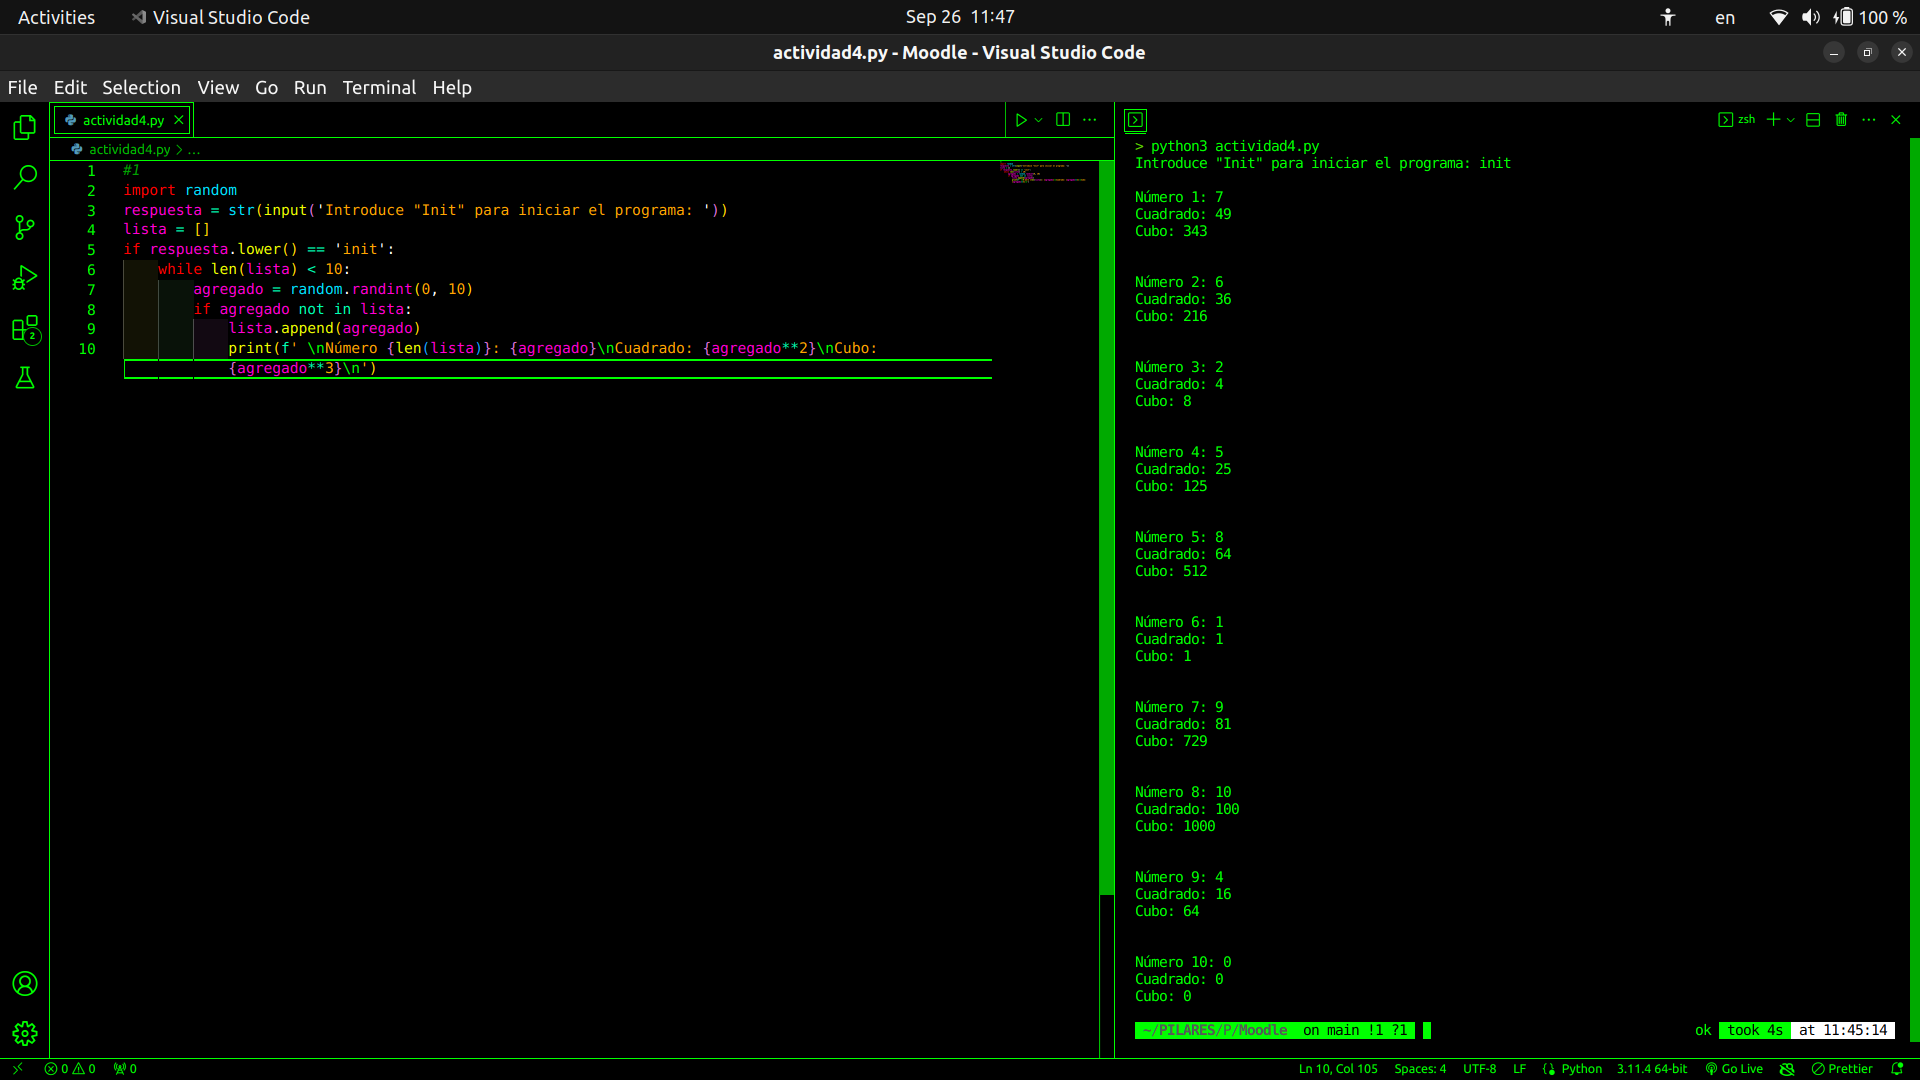 Activities Visual Studio Code Sep 26 11:47 en 100 %
actividad4.py - Moodle - Visual Studio Code
File Edit Selection View Go Run Terminal Help
actividad4.py zsh
actividad4.py > ...
1 #1
2 import random
3 respuesta = str(input('Introduce "Init" para iniciar el programa: '))
4 lista = []
5 if respuesta.lower() == 'init':
6 while len(lista) < 10:
7 agregado = random.randint(0, 10)
8 if agregado not in lista:
9 lista.append(agregado)
10 print(f' \nNúmero {len(lista)}: {agregado}\nCuadrado: {agregado**2}\nCubo:
{agregado**3}\n')
2
> python3 actividad4.py
Introduce "Init" para iniciar el programa: init
Número 1: 7
Cuadrado: 49
Cubo: 343
Número 2: 6
Cuadrado: 36
Cubo: 216
Número 3: 2
Cuadrado: 4
Cubo: 8
Número 4: 5
Cuadrado: 25
Cubo: 125
Número 5: 8
Cuadrado: 64
Cubo: 512
Número 6: 1
Cuadrado: 1
Cubo: 1
Número 7: 9
Cuadrado: 81
Cubo: 729
Número 8: 10
Cuadrado: 100
Cubo: 1000
Número 9: 4
Cuadrado: 16
Cubo: 64
Número 10: 0
Cuadrado: 0
Cubo: 0
~/PILARES/P/Moodle on main !1 ?1 ok took 4s at 11:45:14
0 0 0 Ln 10, Col 105 Spaces: 4 UTF-8 LF Python 3.11.4 64-bit Go Live Prettier